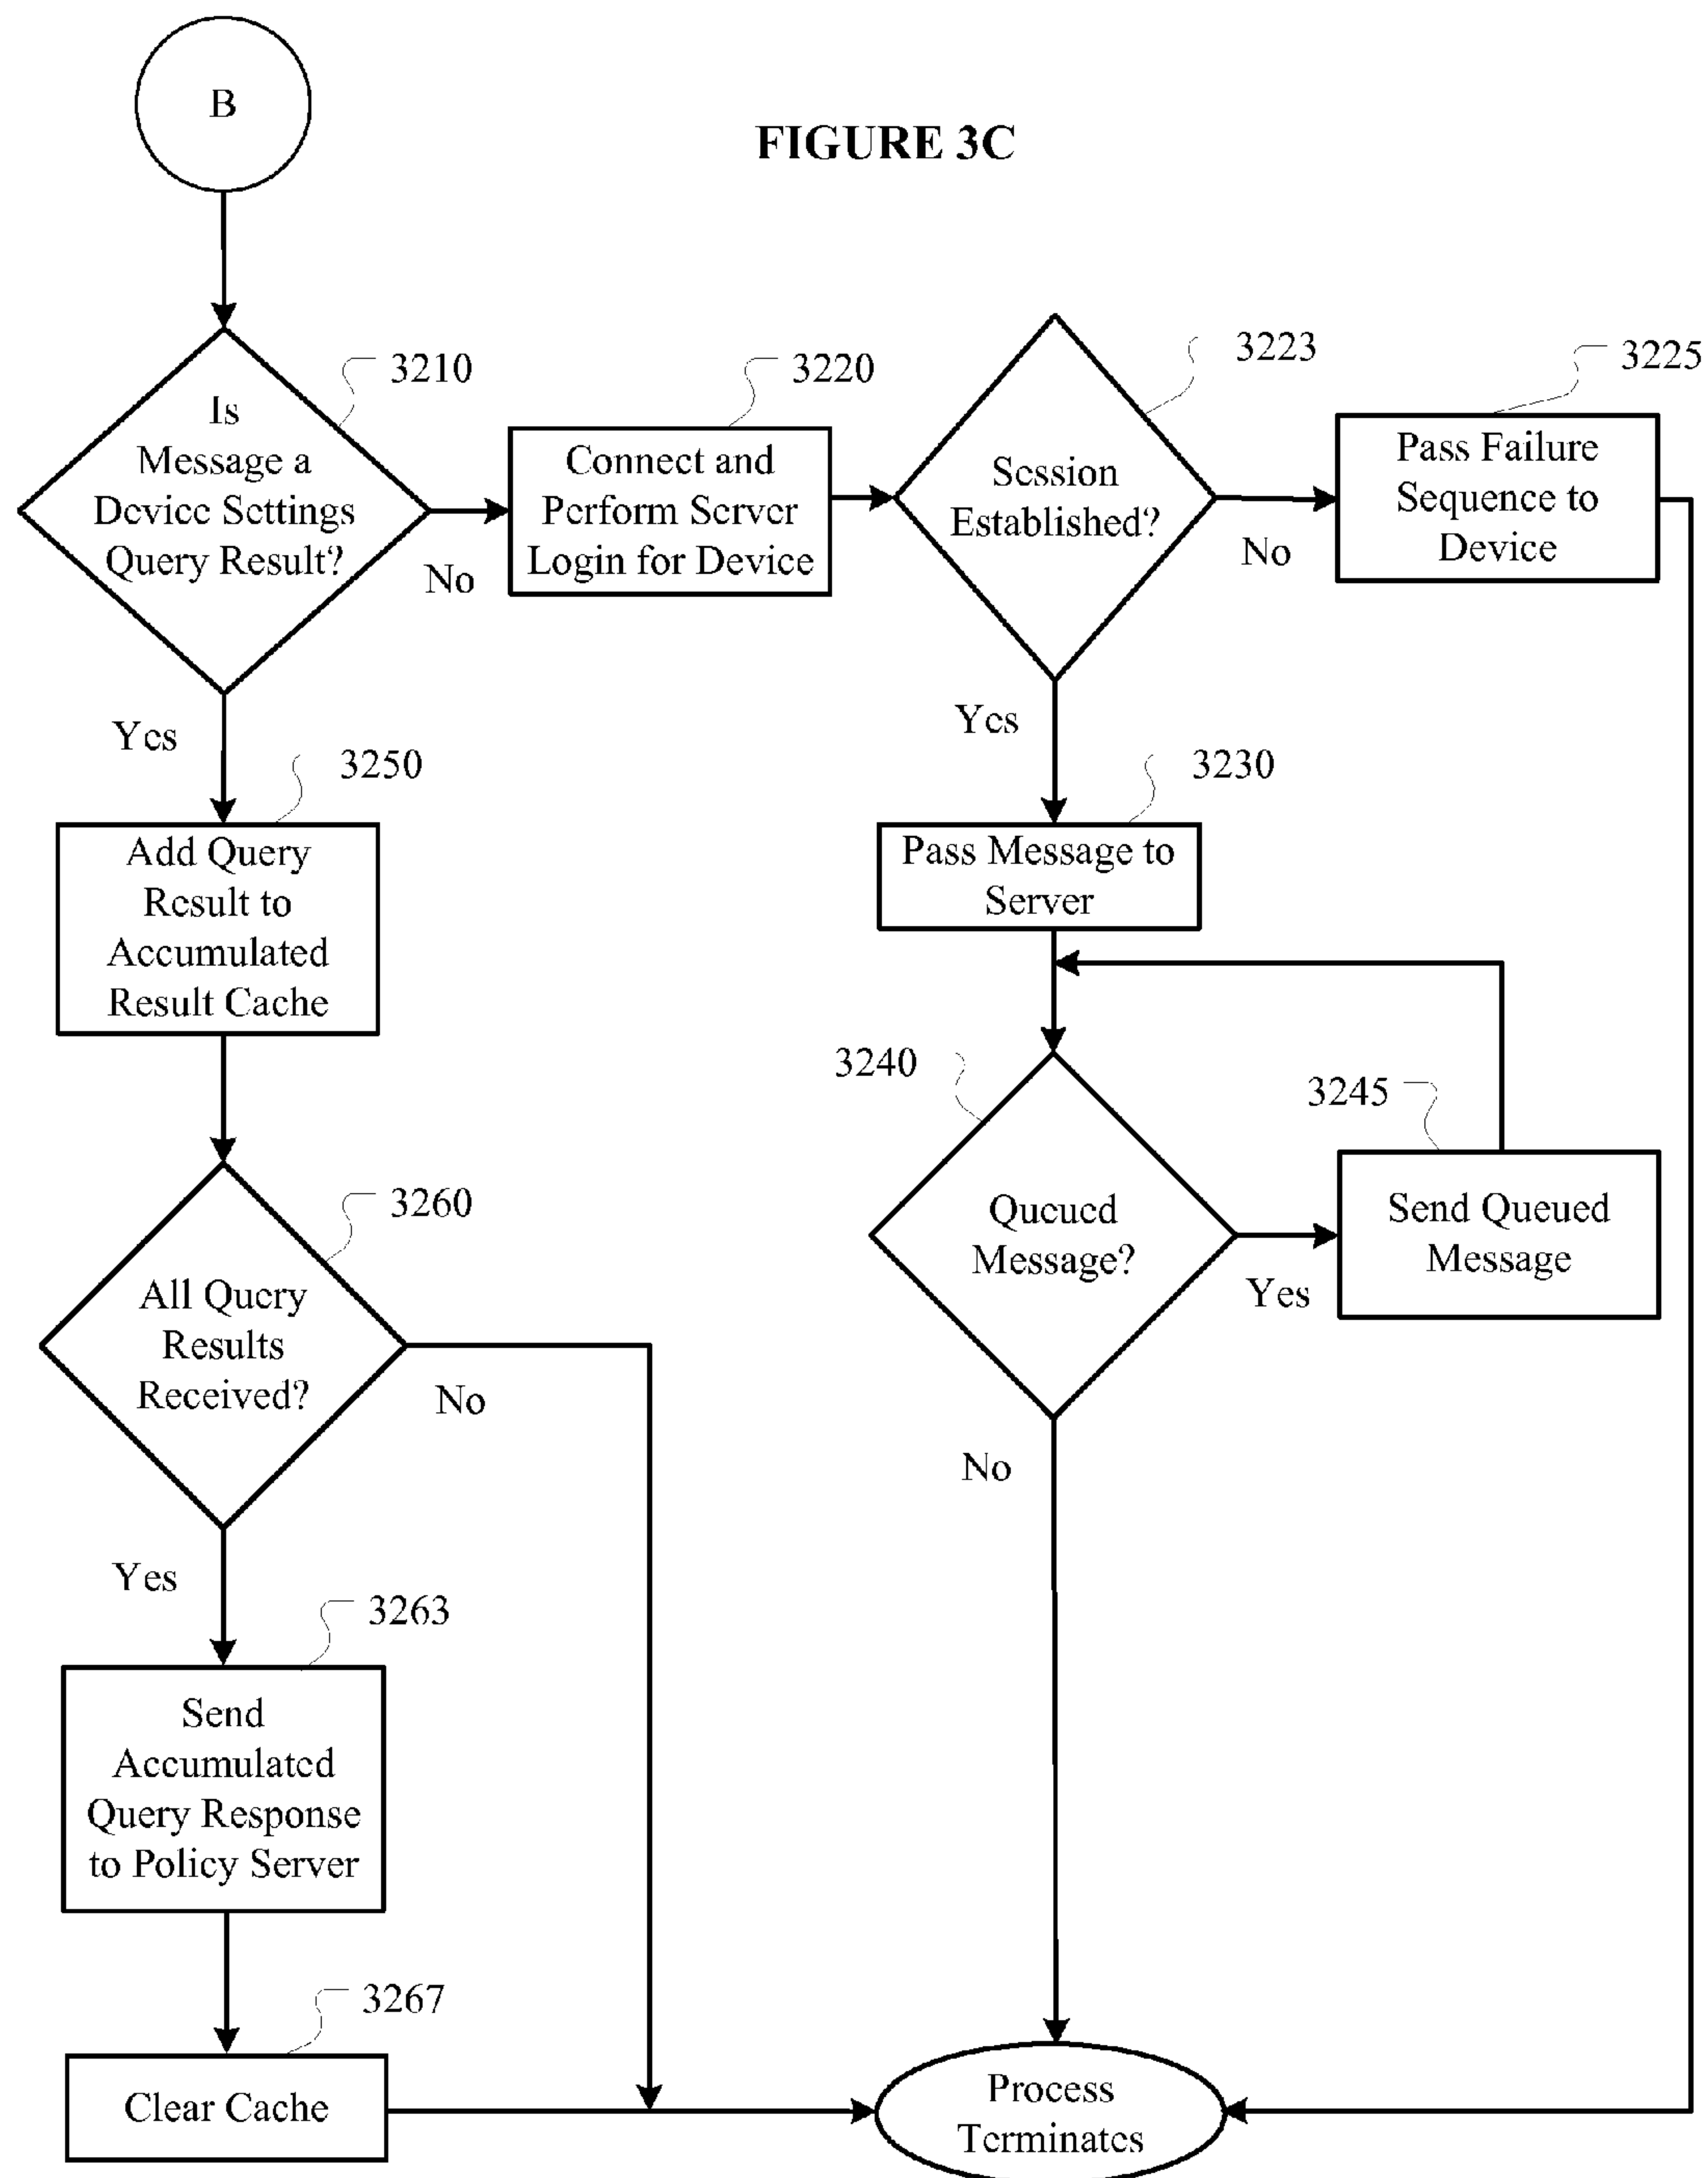 B
FIGURE 3C
3210
Is
Message a
Device Settings
Query Result?
No
3220
Connect and
Perform Server
Login for Device
3223
Session
Established?
No
3225
Pass Failure
Sequence to
Device
Yes
3250
Add Query
Result to
Accumulated
Result Cache
Yes
3230
Pass Message to
Server
3240
Queued
Message?
Yes
3245
Send Queued
Message
No
3260
All Query
Results
Received?
No
Yes
3263
Send
Accumulated
Query Response
to Policy Server
3267
Clear Cache
Process
Terminates